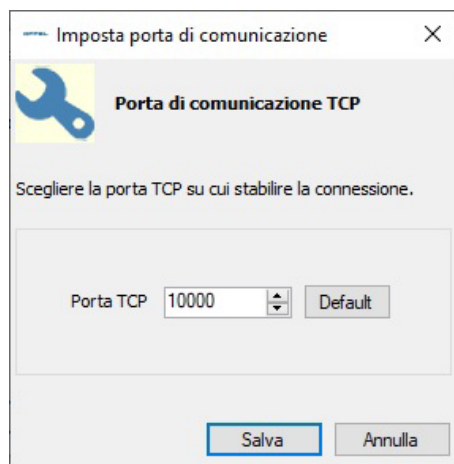 Imposta porta di comunicazione
Porta di comunicazione TCP
Scegliere la porta TCP su cui stabilire la connessione.
Porta TCP 10000 Default
Salva Annulla